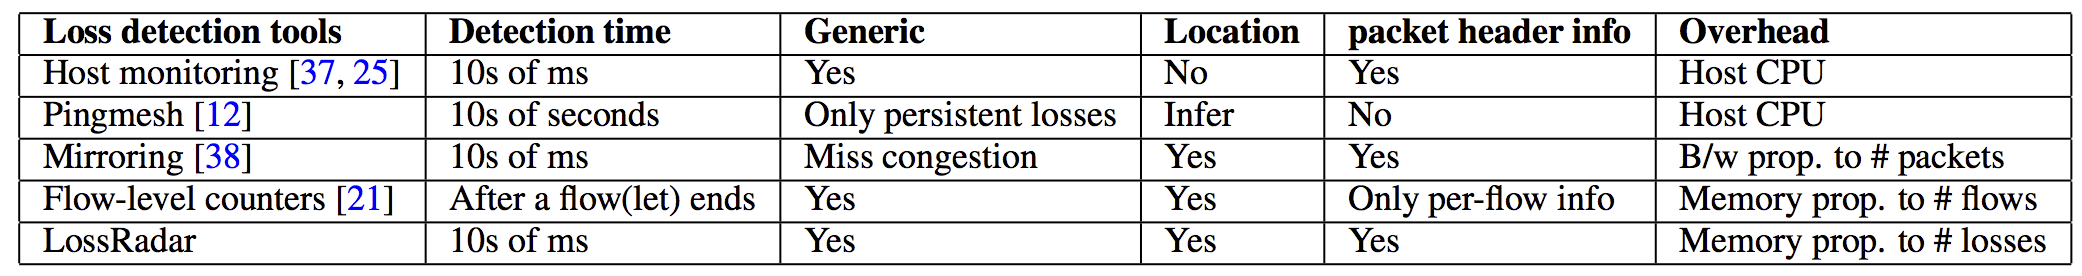 Loss detection tools Detection time Generic Location packet header info Overhead
Host monitoring [37, 25] 10s of ms Yes No Yes Host CPU
Pingmesh [12] 10s of seconds Only persistent losses Infer No Host CPU
Mirroring [38] 10s of ms Miss congestion Yes Yes B/w prop. to # packets
Flow-level counters [21] After a flow(let) ends Yes Yes Only per-flow info Memory prop. to # flows
LossRadar 10s of ms Yes Yes Yes Memory prop. to # losses